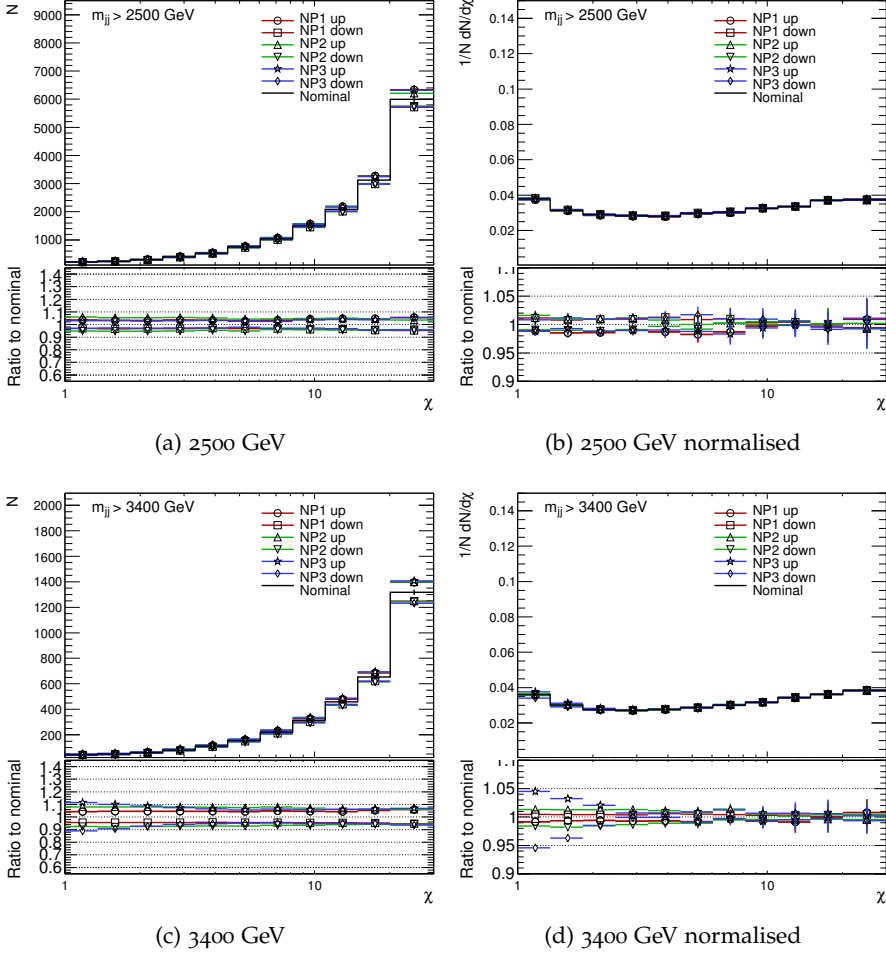 N
m_jj > 2500 GeV
NP1 up
NP1 down
NP2 up
NP2 down
NP3 up
NP3 down
Nominal
9000
8000
7000
6000
5000
4000
3000
2000
1000
Ratio to nominal
1.4
1.3
1.2
1.1
1
0.9
0.8
0.7
0.6
1
10
χ
(a) 2500 GeV
1/N dN/dχ
m_jj > 2500 GeV
NP1 up
NP1 down
NP2 up
NP2 down
NP3 up
NP3 down
Nominal
0.14
0.12
0.1
0.08
0.06
0.04
0.02
Ratio to nominal
1.1
1.05
1
0.95
0.9
1
10
χ
(b) 2500 GeV normalised
N
m_jj > 3400 GeV
NP1 up
NP1 down
NP2 up
NP2 down
NP3 up
NP3 down
Nominal
2000
1800
1600
1400
1200
1000
800
600
400
200
Ratio to nominal
1.4
1.3
1.2
1.1
1
0.9
0.8
0.7
0.6
1
10
χ
(c) 3400 GeV
1/N dN/dχ
m_jj > 3400 GeV
NP1 up
NP1 down
NP2 up
NP2 down
NP3 up
NP3 down
Nominal
0.14
0.12
0.1
0.08
0.06
0.04
0.02
Ratio to nominal
1.1
1.05
1
0.95
0.9
1
10
χ
(d) 3400 GeV normalised